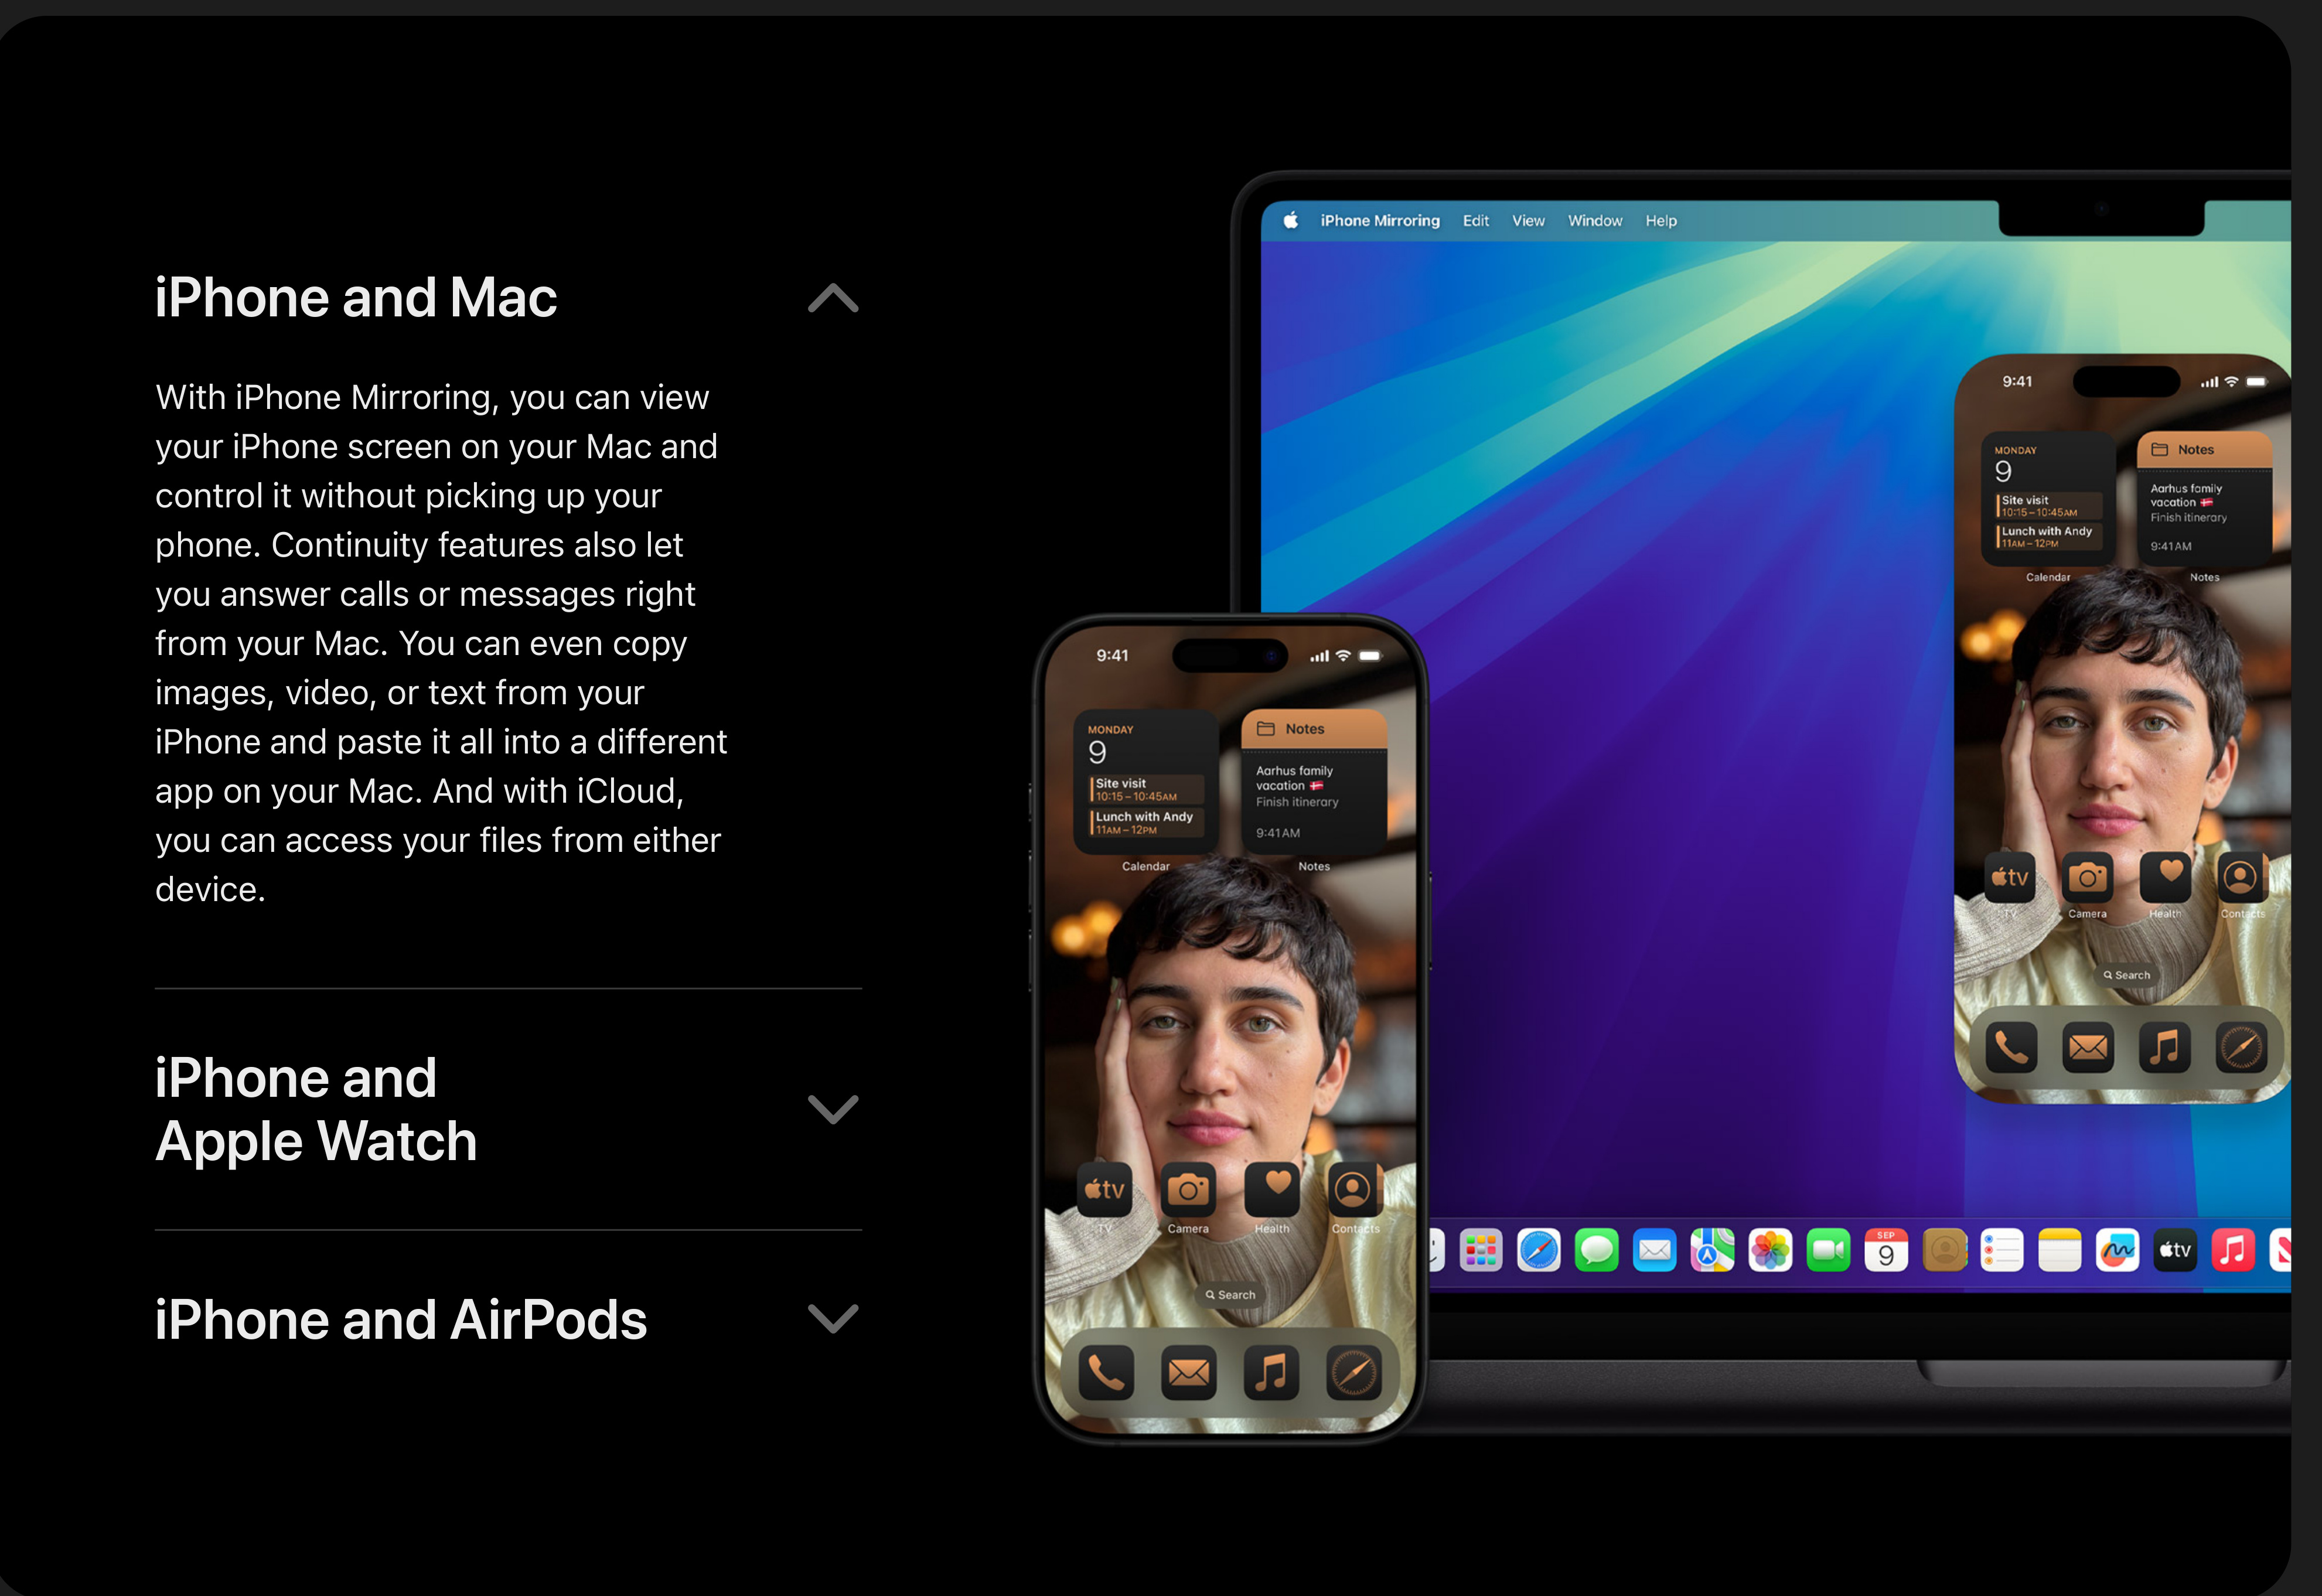 iPhone and Mac
With iPhone Mirroring, you can view
your iPhone screen on your Mac and
control it without picking up your
phone. Continuity features also let
you answer calls or messages right
from your Mac. You can even copy
images, video, or text from your
iPhone and paste it all into a different
app on your Mac. And with iCloud,
you can access your files from either
device.
iPhone and
Apple Watch
iPhone and AirPods
iPhone Mirroring Edit View Window Help
9:41
MONDAY
9
Site visit
10:15–10:45AM
Lunch with Andy
11AM–12PM
Calendar
Notes
Aarhus family
vacation 🇩🇰
Finish itinerary
9:41AM
Notes
tv
TV Camera Health Contacts
Search
9:41
MONDAY
9
Site visit
10:15–10:45AM
Lunch with Andy
11AM–12PM
Calendar
Notes
Aarhus family
vacation 🇩🇰
Finish itinerary
9:41AM
Notes
tv
TV Camera Health Contacts
Search
SEP
9
tv